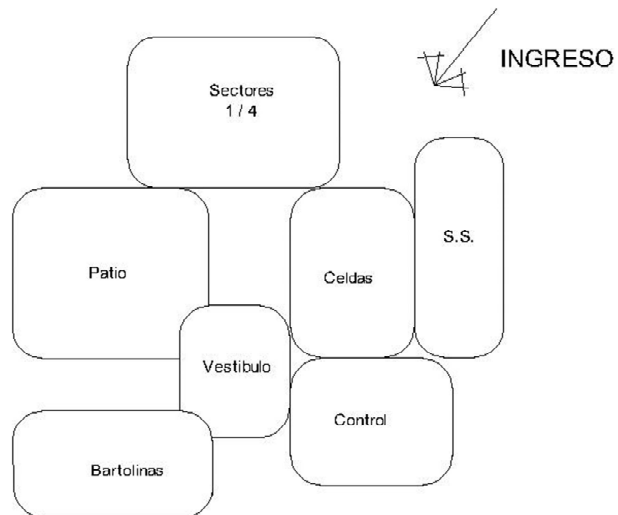 INGRESO
Sectores
1 / 4
S.S.
Patio
Celdas
Vestibulo
Control
Bartolinas